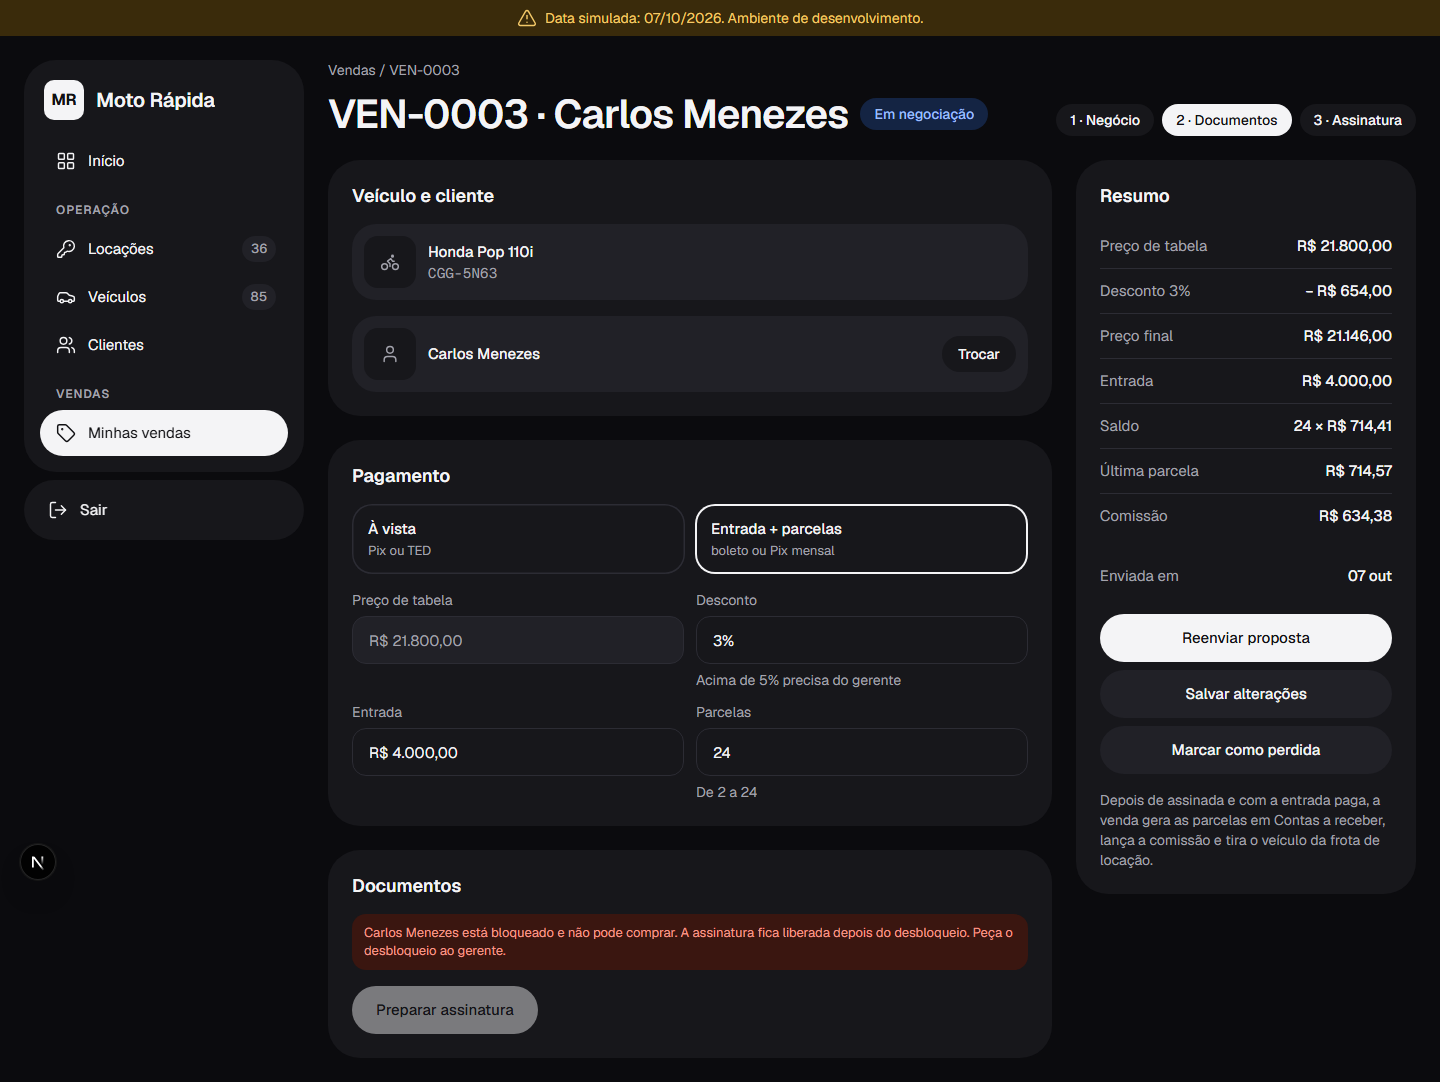 Data simulada: 07/10/2026. Ambiente de desenvolvimento.
MR
Moto Rápida
Início
OPERAÇÃO
Locações
36
Veículos
85
Clientes
VENDAS
Minhas vendas
Sair
N
Vendas / VEN-0003
VEN-0003 · Carlos Menezes
Em negociação
1 · Negócio
2 · Documentos
3 · Assinatura
Veículo e cliente
Honda Pop 110i
CGG-5N63
Carlos Menezes
Trocar
Pagamento
À vista
Pix ou TED
Entrada + parcelas
boleto ou Pix mensal
Preço de tabela
R$ 21.800,00
Desconto
3%
Acima de 5% precisa do gerente
Entrada
R$ 4.000,00
Parcelas
24
De 2 a 24
Documentos
Carlos Menezes está bloqueado e não pode comprar. A assinatura fica liberada depois do desbloqueio. Peça o
desbloqueio ao gerente.
Preparar assinatura
Resumo
Preço de tabela R$ 21.800,00
Desconto 3% − R$ 654,00
Preço final R$ 21.146,00
Entrada R$ 4.000,00
Saldo 24 × R$ 714,41
Última parcela R$ 714,57
Comissão R$ 634,38
Enviada em 07 out
Reenviar proposta
Salvar alterações
Marcar como perdida
Depois de assinada e com a entrada paga, a
venda gera as parcelas em Contas a receber,
lança a comissão e tira o veículo da frota de
locação.